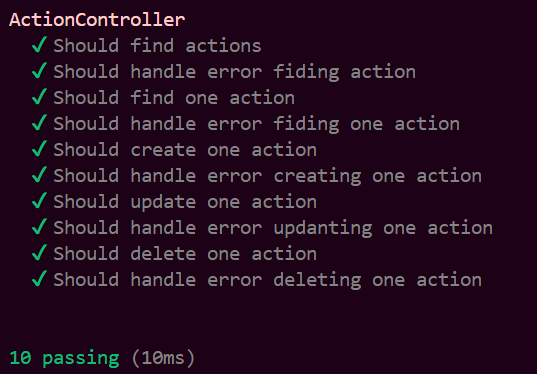 ActionController
✓ Should find actions
✓ Should handle error fiding action
✓ Should find one action
✓ Should handle error fiding one action
✓ Should create one action
✓ Should handle error creating one action
✓ Should update one action
✓ Should handle error updanting one action
✓ Should delete one action
✓ Should handle error deleting one action
10 passing (10ms)